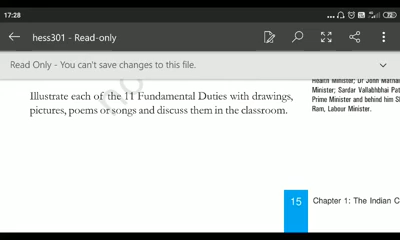 17:28
hess301 - Read-only
Read Only - You can't save changes to this file.
Illustrate each of the 11 Fundamental Duties with drawings,
pictures, poems or songs and discuss them in the classroom.
Health Minister; Dr John Mathai
Minister; Sardar Vallabhbhai Pat
Prime Minister and behind him S
Ram, Labour Minister.
15 Chapter 1: The Indian C